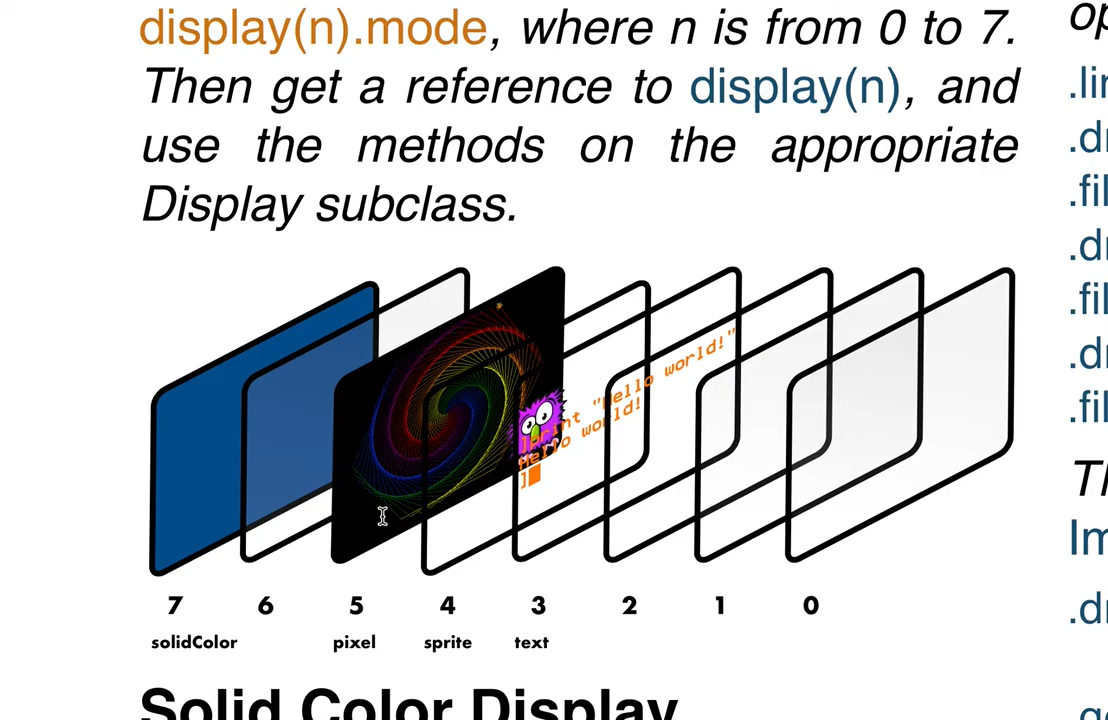 display(n).mode, where n is from 0 to 7.
Then get a reference to display(n), and
use the methods on the appropriate
Display subclass.
]print "Hello world!"
Hello world!
]
7 6 5 4 3 2 1 0
solidColor pixel sprite text
Solid Color Display